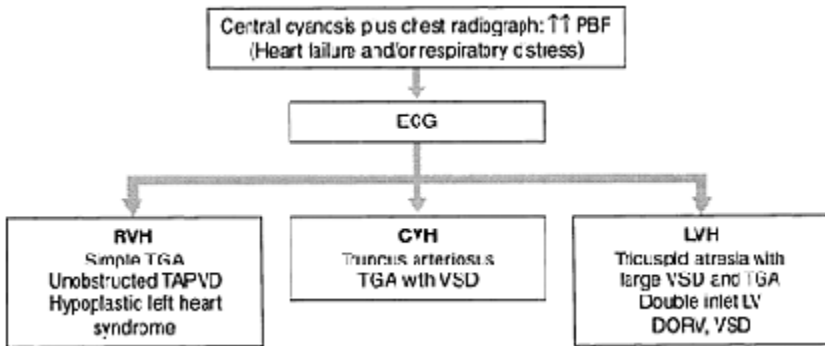 Central cyanosis plus chest radiograph: ↑↑ PBF
(Heart failure and/or respiratory distress)
ECG
RVH
Simple TGA
Unobstructed TAPVD
Hypoplastic left heart
syndrome
CVH
Truncus arteriosus
TGA with VSD
LVH
Tricuspid atresia with
large VSD and TGA
Double inlet LV
DORV, VSD